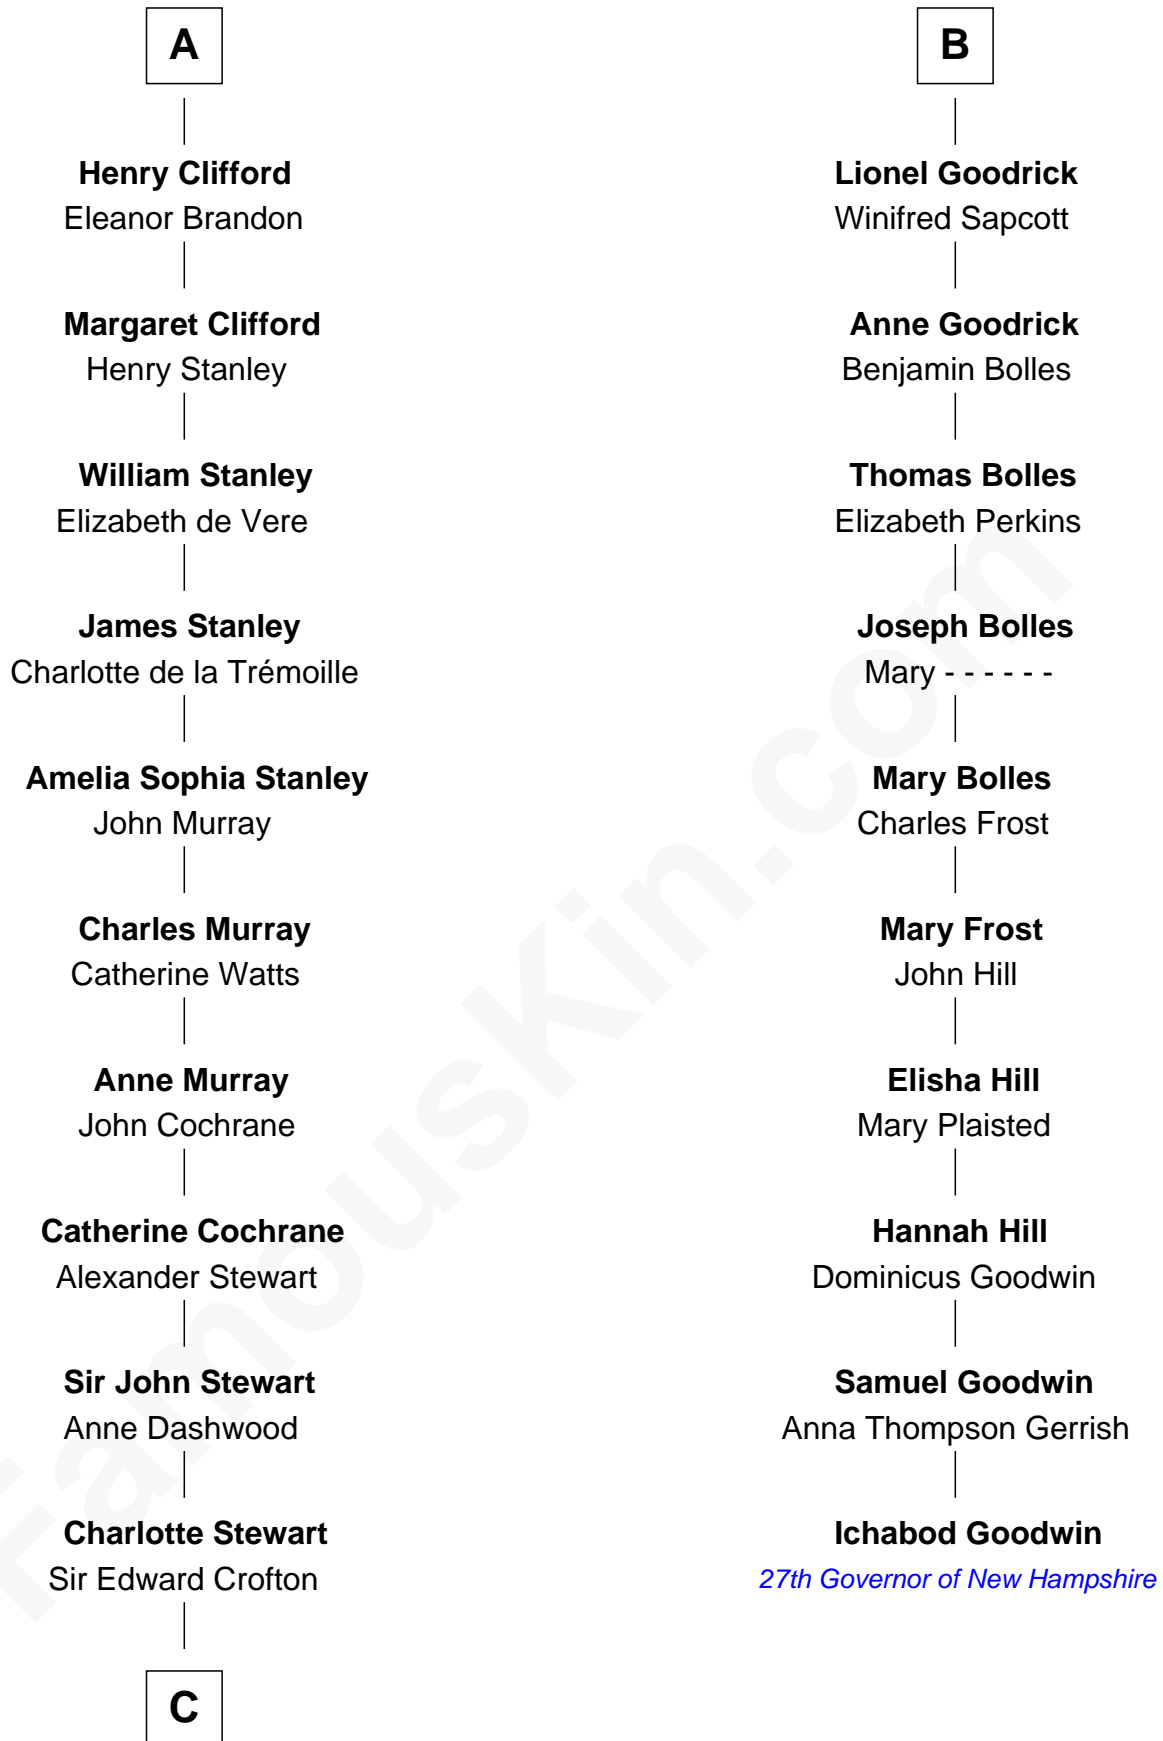 A
Henry Clifford
Eleanor Brandon
Margaret Clifford
Henry Stanley
William Stanley
Elizabeth de Vere
James Stanley
Charlotte de la Trémoille
Amelia Sophia Stanley
John Murray
Charles Murray
Catherine Watts
Anne Murray
John Cochrane
Catherine Cochrane
Alexander Stewart
Sir John Stewart
Anne Dashwood
Charlotte Stewart
Sir Edward Crofton
C
B
Lionel Goodrick
Winifred Sapcott
Anne Goodrick
Benjamin Bolles
Thomas Bolles
Elizabeth Perkins
Joseph Bolles
Mary - - - - - -
Mary Bolles
Charles Frost
Mary Frost
John Hill
Elisha Hill
Mary Plaisted
Hannah Hill
Dominicus Goodwin
Samuel Goodwin
Anna Thompson Gerrish
Ichabod Goodwin
27th Governor of New Hampshire
FamousKin.com